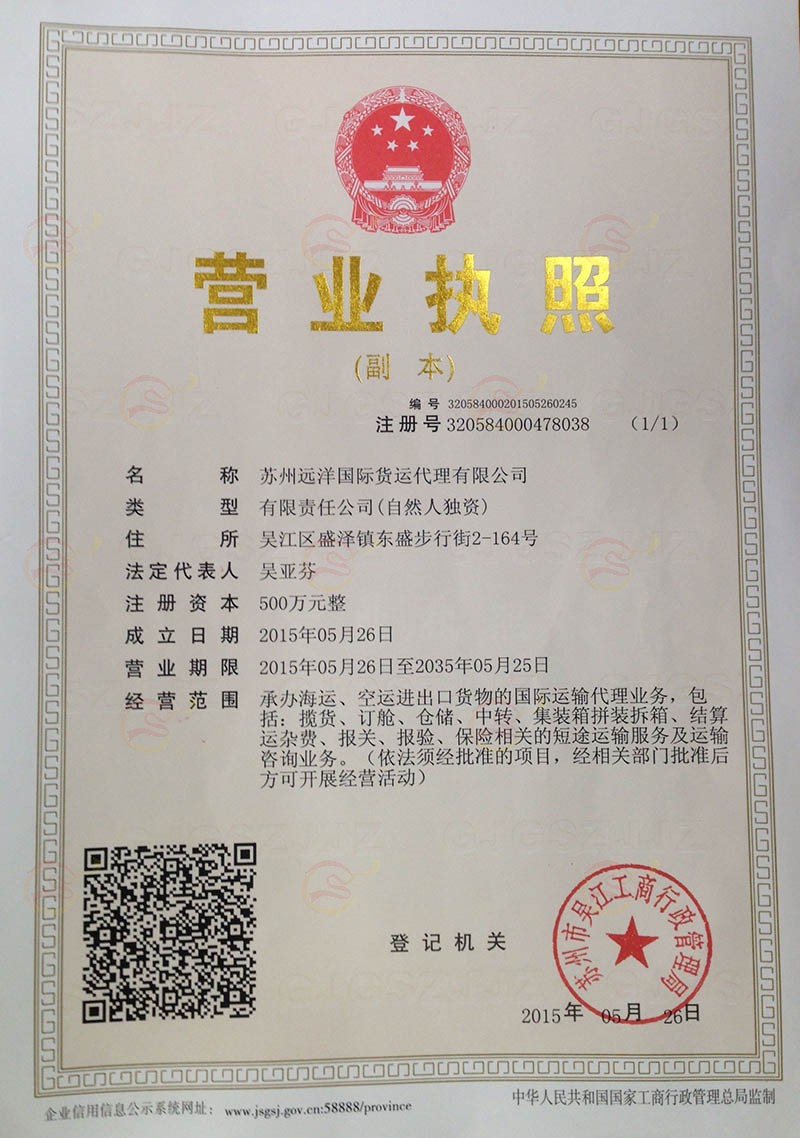 营业执照
(副 本)
编 号 320584000201505260245
注册号 320584000478038 (1/1)
名称 苏州远洋国际货运代理有限公司
类型 有限责任公司(自然人独资)
住所 吴江区盛泽镇东盛步行街2-164号
法定代表人 吴亚芬
注册资本 500万元整
成立日期 2015年05月26日
营业期限 2015年05月26日至2035年05月25日
经营范围 承办海运、空运进出口货物的国际运输代理业务，包
括：揽货、订舱、仓储、中转、集装箱拼装拆箱、结算
运杂费、报关、报验、保险相关的短途运输服务及运输
咨询业务。（依法须经批准的项目，经相关部门批准后
方可开展经营活动）
苏州市吴江工商行政管理局
登记机关
2015年 05月 26日
企业信用信息公示系统网址： www.jsgsj.gov.cn:58888/province
中华人民共和国国家工商行政管理总局监制